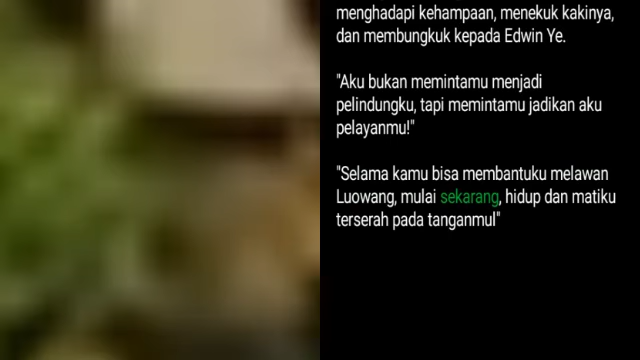 menghadapi kehampaan, menekuk kakinya,
dan membungkuk kepada Edwin Ye.
"Aku bukan memintamu menjadi
pelindungku, tapi memintamu jadikan aku
pelayanmu!"
"Selama kamu bisa membantuku melawan
Luowang, mulai sekarang, hidup dan matiku
terserah pada tanganmul"